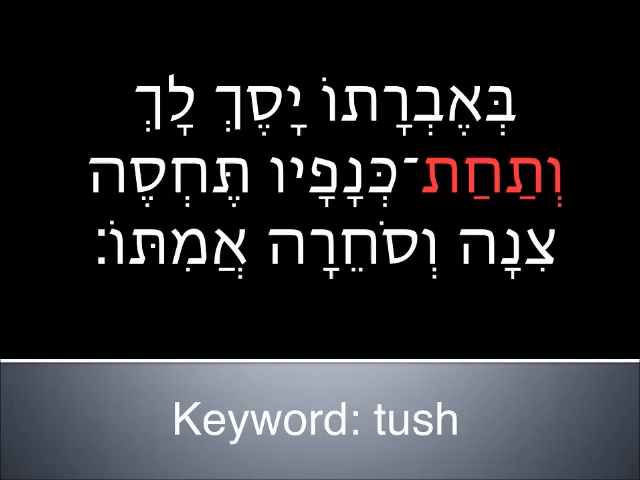 בְּאֶבְרָתוֹ יָסֶךְ לָךְ
וְתַחַת־כְּנָפָיו תֶּחְסֶה
צִנָּה וְסֹחֵרָה אֲמִתּוֹ׃
Keyword: tush